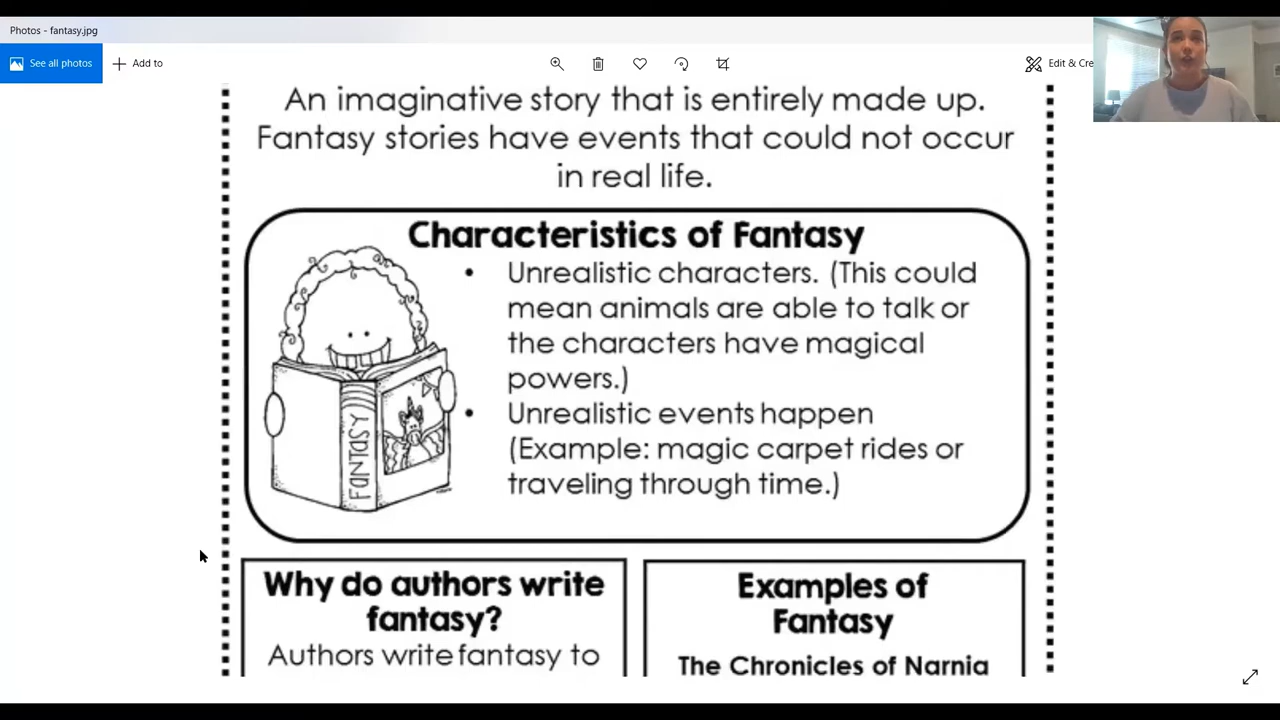 Photos - fantasy.jpg
See all photos
Add to
Edit & Cre
An imaginative story that is entirely made up.
Fantasy stories have events that could not occur
in real life.
Characteristics of Fantasy
• Unrealistic characters. (This could
mean animals are able to talk or
the characters have magical
powers.)
• Unrealistic events happen
(Example: magic carpet rides or
traveling through time.)
FANTASY
Why do authors write
fantasy?
Authors write fantasy to
Examples of
Fantasy
The Chronicles of Narnia